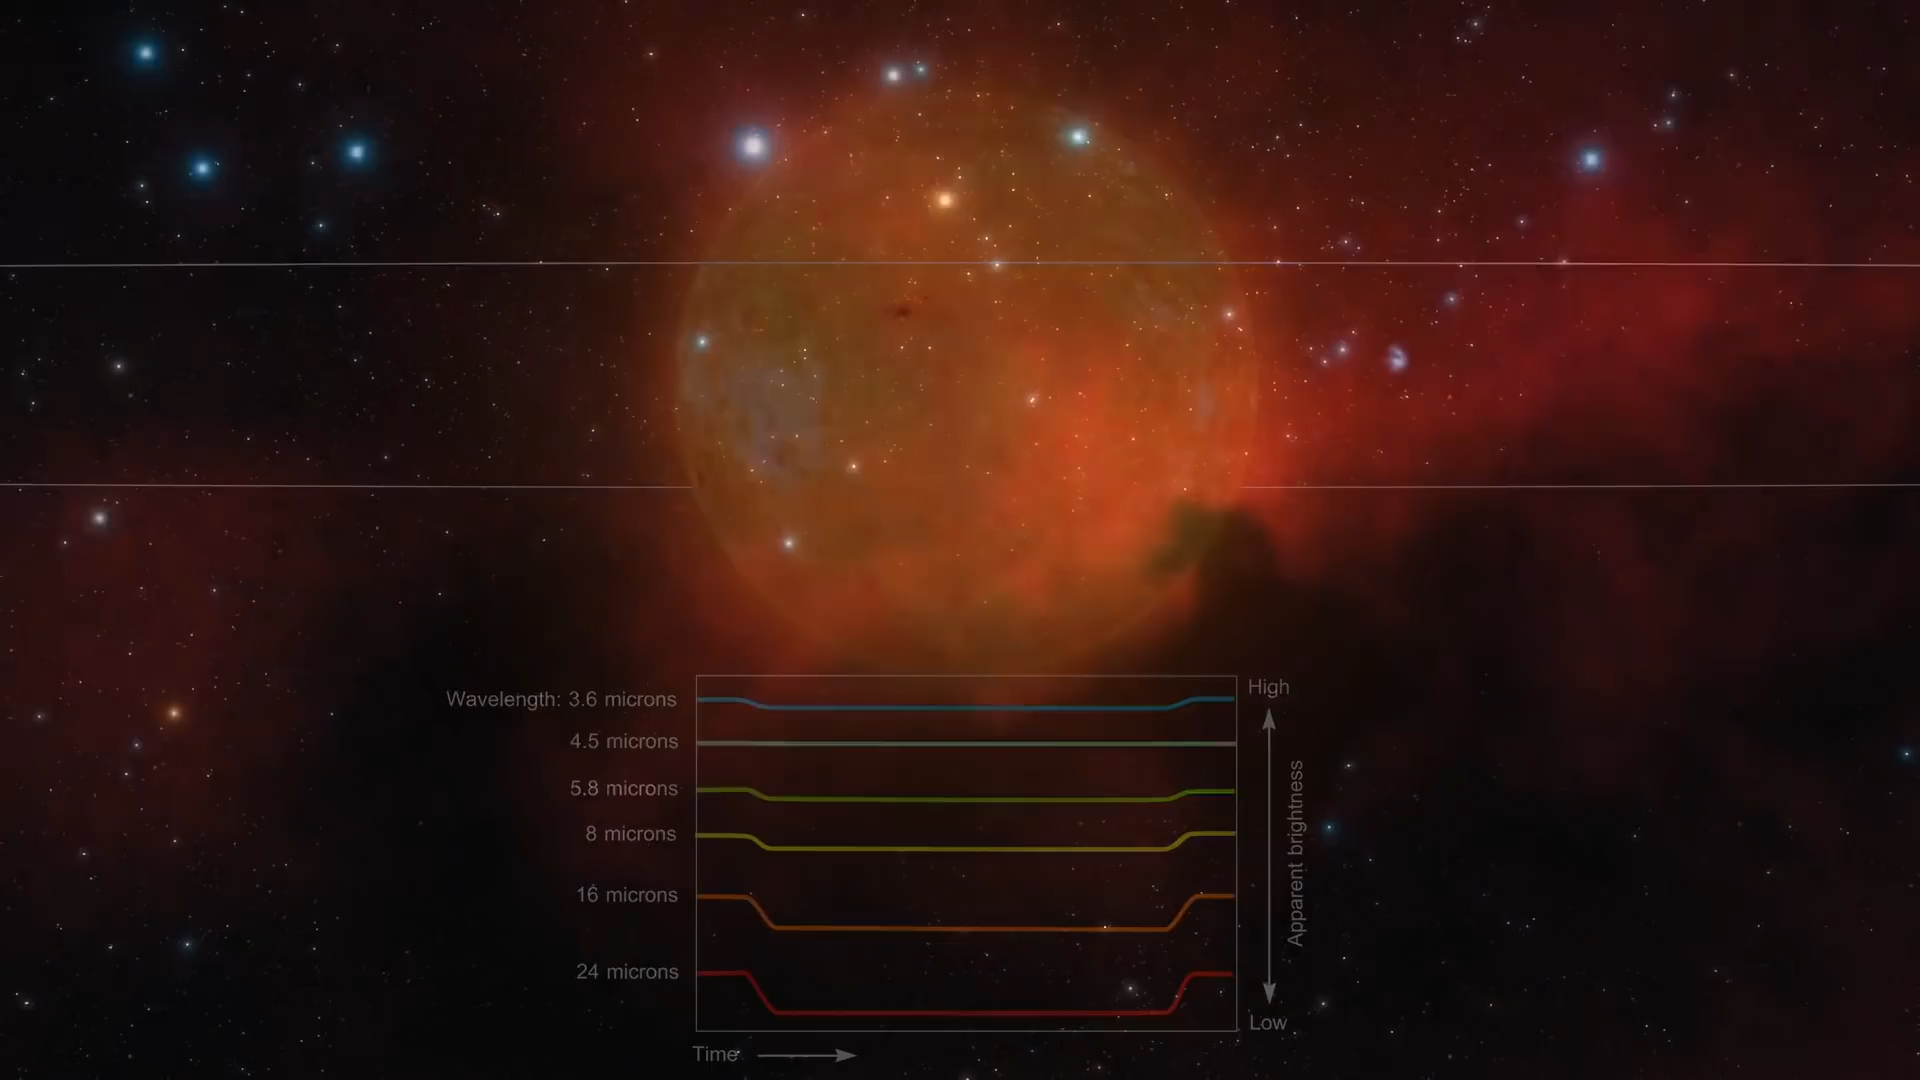 Wavelength: 3.6 microns
4.5 microns
5.8 microns
8 microns
16 microns
24 microns
High
Apparent brightness
Low
Time